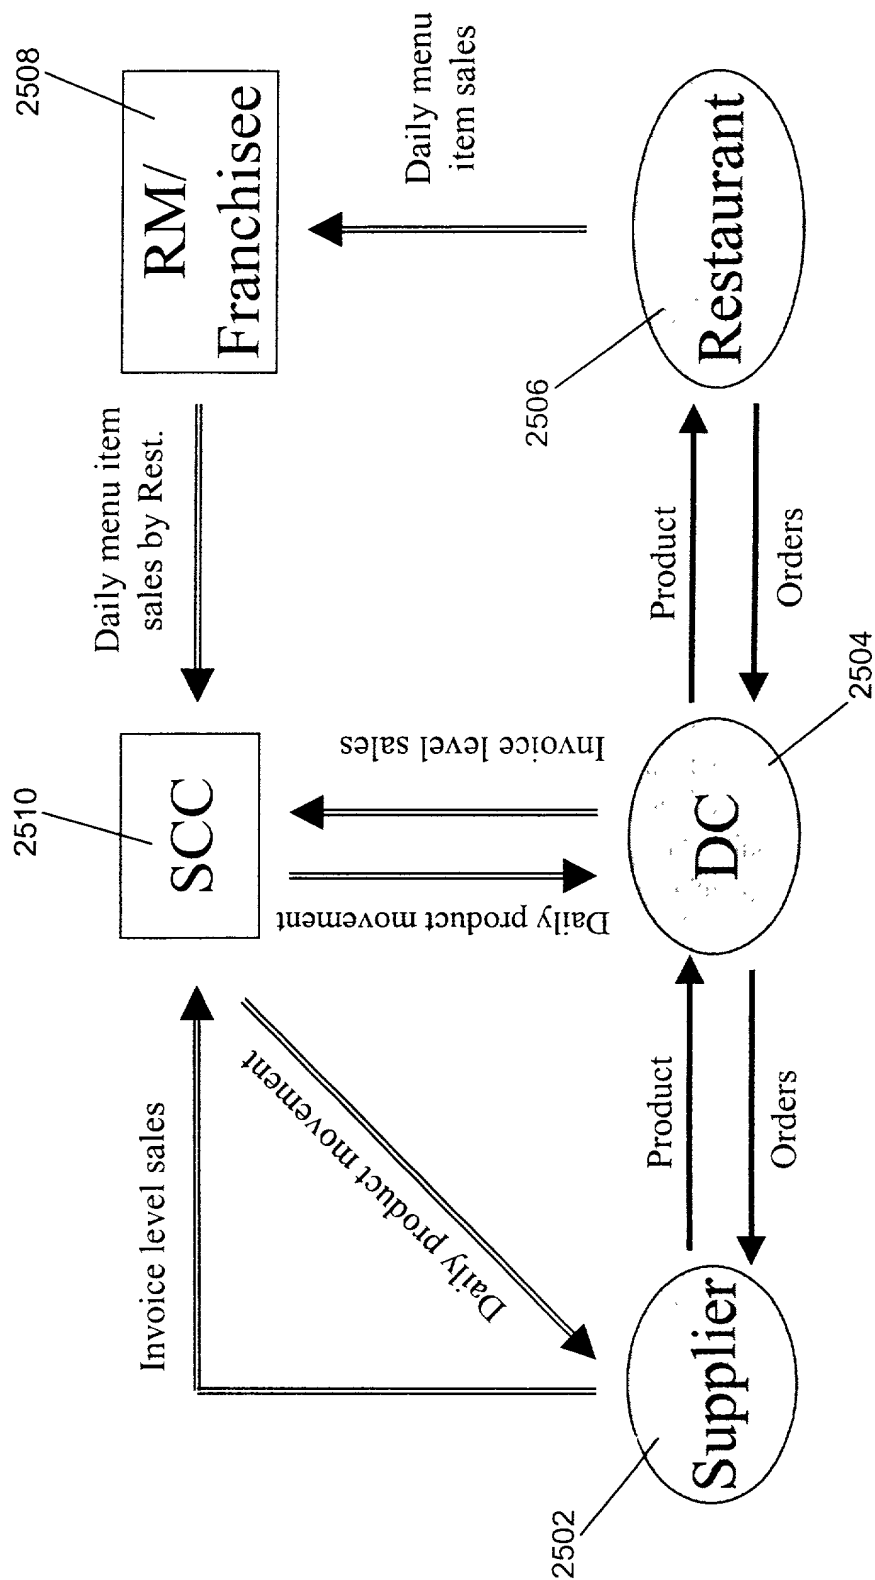 2510
SCC
2508
RM/
Franchisee
Invoice level sales
Daily menu item
sales by Rest.
Daily product movement
Daily product movement
Invoice level sales
Daily menu
item sales
2502
Supplier
Product
Orders
DC
2504
Product
Orders
2506
Restaurant